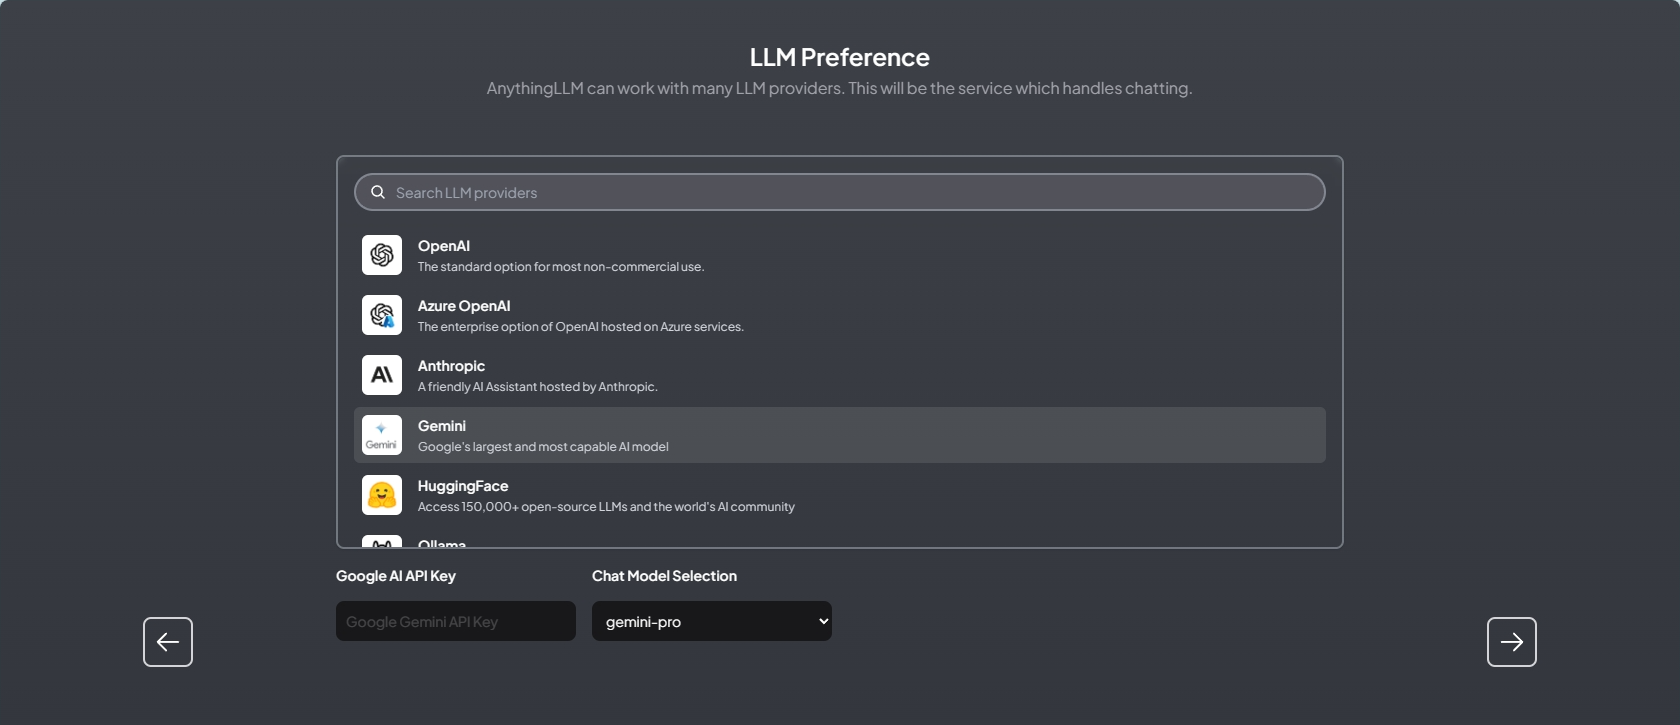 LLM Preference
AnythingLLM can work with many LLM providers. This will be the service which handles chatting.
Search LLM providers
OpenAI
The standard option for most non-commercial use.
Azure OpenAI
The enterprise option of OpenAI hosted on Azure services.
Anthropic
A friendly AI Assistant hosted by Anthropic.
Gemini
Gemini
Google's largest and most capable AI model
HuggingFace
Access 150,000+ open-source LLMs and the world's AI community
Ollama
Google AI API Key
Chat Model Selection
Google Gemini API Key
gemini-pro